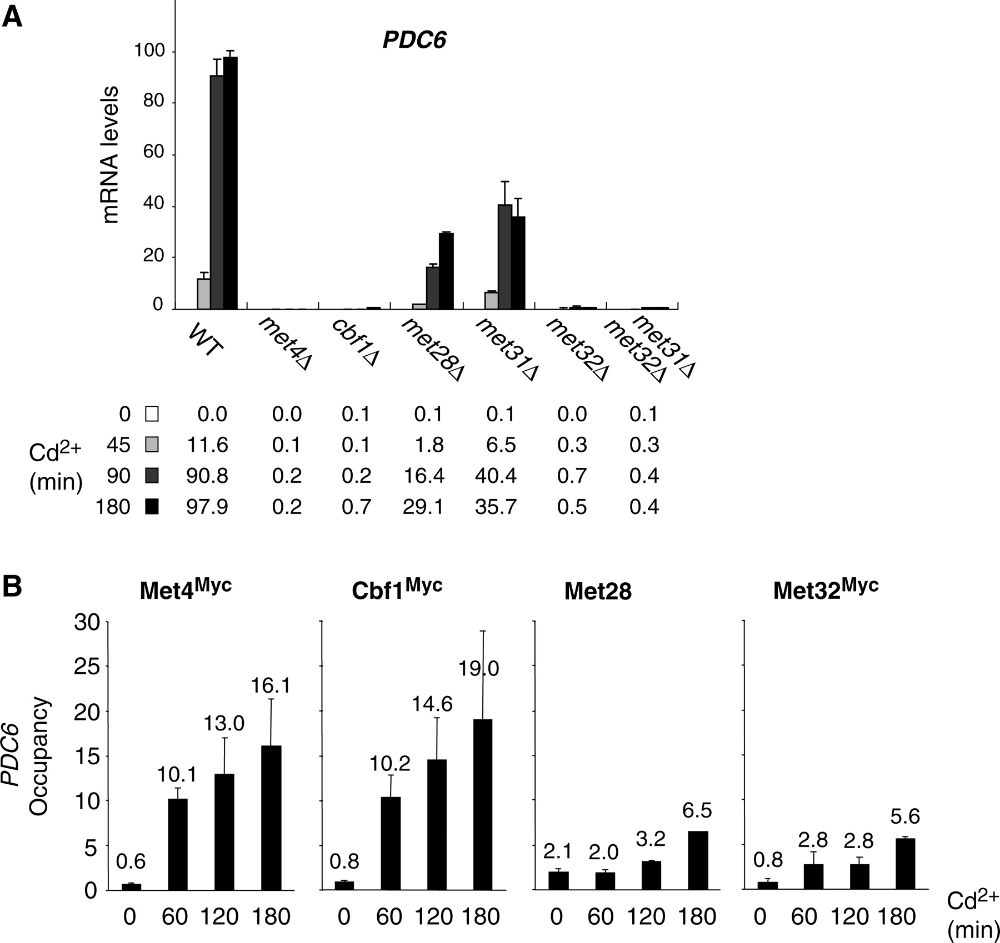 A
PDC6
mRNA levels
100
80
60
40
20
0
WT
met4Δ
cbf1Δ
met28Δ
met31Δ
met32Δ
met31Δ
met32Δ
Cd2+
(min)
0 0.0 0.0 0.1 0.1 0.1 0.0 0.1
45 11.6 0.1 0.1 1.8 6.5 0.3 0.3
90 90.8 0.2 0.2 16.4 40.4 0.7 0.4
180 97.9 0.2 0.7 29.1 35.7 0.5 0.4
B
Met4Myc Cbf1Myc Met28 Met32Myc
PDC6
Occupancy
30
25
20
15
10
5
0
0.6 10.1 13.0 16.1
0.8 10.2 14.6 19.0
2.1 2.0 3.2 6.5
0.8 2.8 2.8 5.6
0 60 120 180 0 60 120 180 0 60 120 180 0 60 120 180
Cd2+
(min)